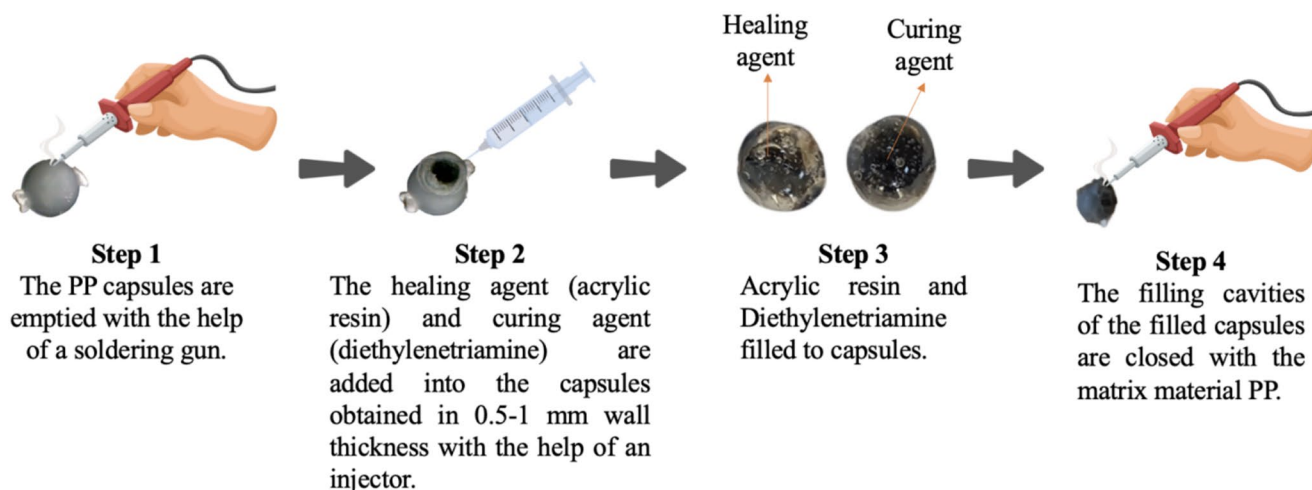 Healing
agent
Curing
agent
Step 1
The PP capsules are
emptied with the help
of a soldering gun.
Step 2
The healing agent (acrylic
resin) and curing agent
(diethylenetriamine) are
added into the capsules
obtained in 0.5-1 mm wall
thickness with the help of an
injector.
Step 3
Acrylic resin and
Diethylenetriamine
filled to capsules.
Step 4
The filling cavities
of the filled capsules
are closed with the
matrix material PP.